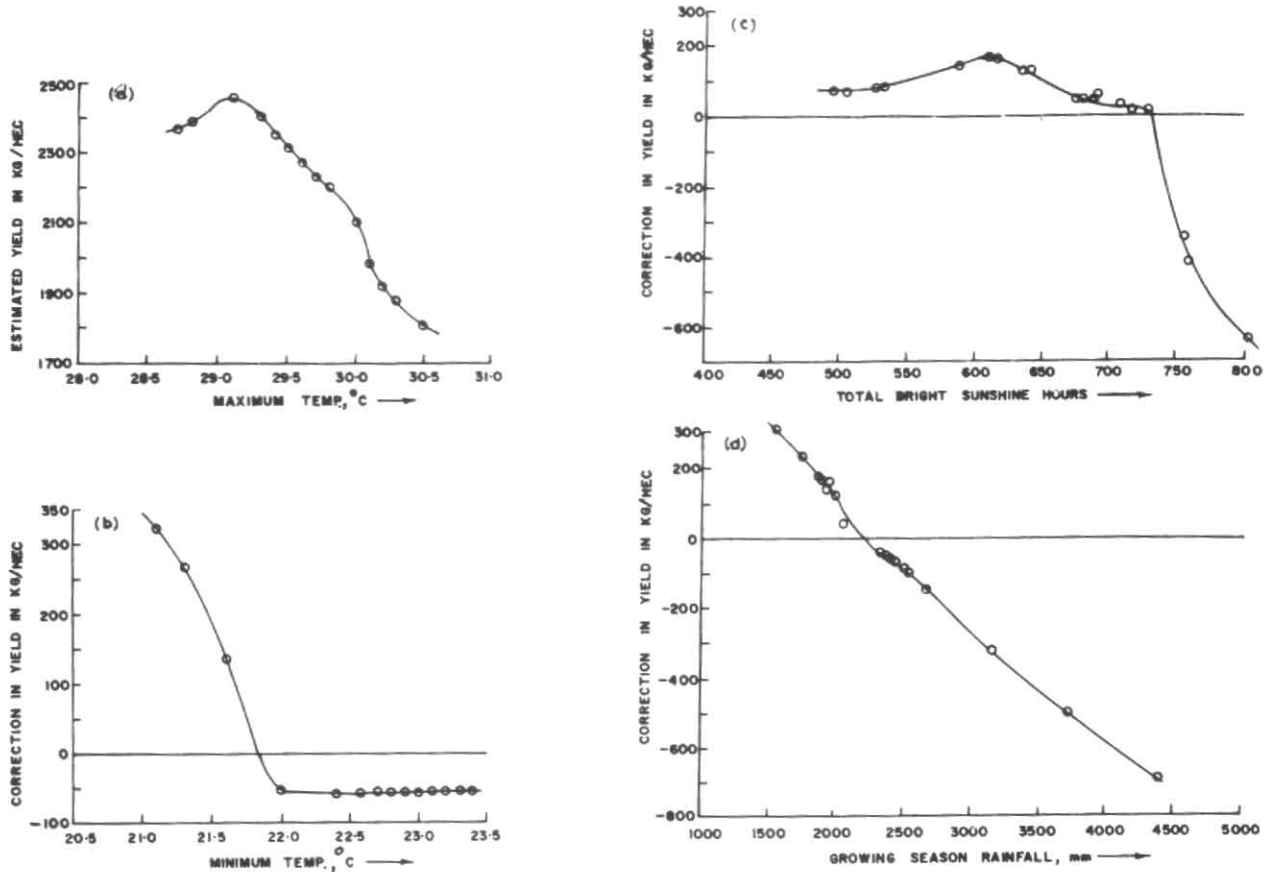 (a)
2500
2300
2100
1900
1700
ESTIMATED YIELD IN KG/HEC
28·0 28·5 29·0 29·5 30·0 30·5 31·0
MAXIMUM TEMP., °C
(b)
350
300
200
100
0
-100
CORRECTION IN YIELD IN KG/HEC
20·5 21·0 21·5 22·0 22·5 23·0 23·5
MINIMUM TEMP., °C
(c)
300
200
0
-200
-400
-600
CORRECTION IN YIELD IN KG/HEC
400 450 500 550 600 650 700 750 800
TOTAL BRIGHT SUNSHINE HOURS
(d)
300
200
0
-200
-400
-600
-800
CORRECTION IN YIELD IN KG/HEC
1000 1500 2000 2500 3000 3500 4000 4500 5000
GROWING SEASON RAINFALL, mm